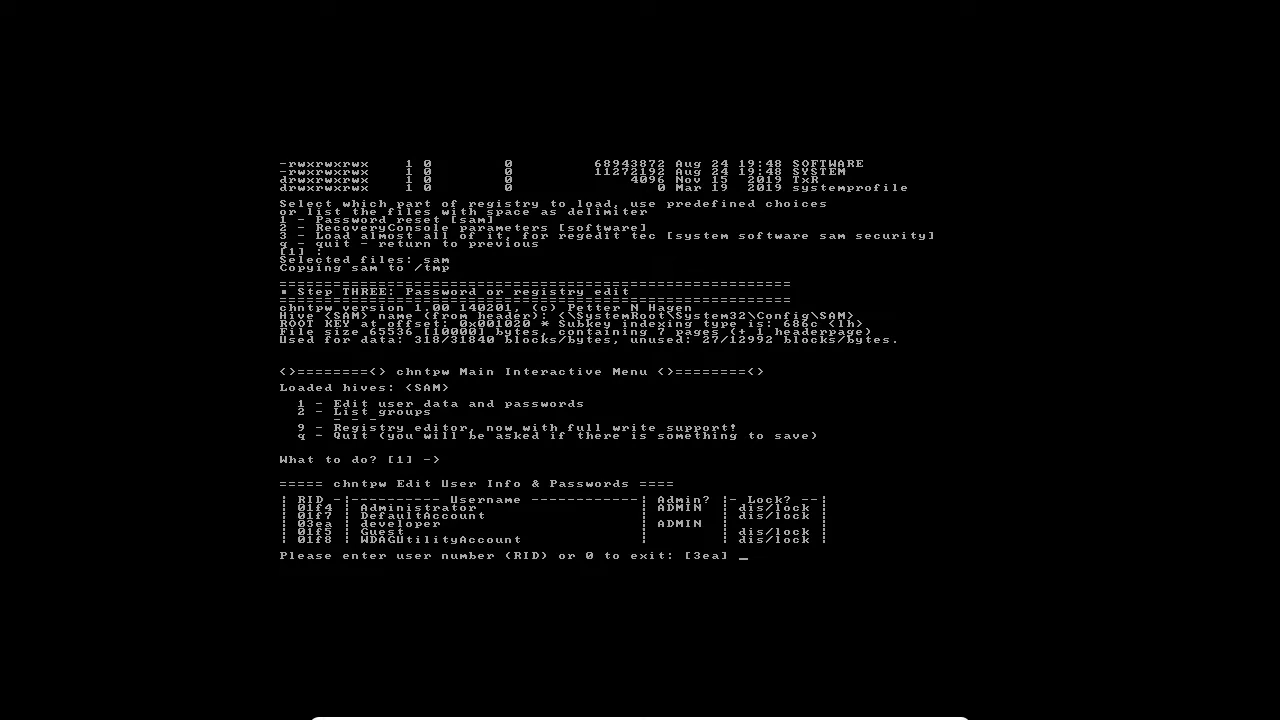 -rwxrwxrwx    1 0        0         68943872 Aug 24 19:48 SOFTWARE
-rwxrwxrwx    1 0        0         11272192 Aug 24 19:48 SYSTEM
drwxrwxrwx    1 0        0             4096 Nov 15  2019 TxR
drwxrwxrwx    1 0        0                0 Mar 19  2019 systemprofile
Select which part of registry to load, use predefined choices
or list the files with space as delimiter
1 - Password reset [sam]
2 - RecoveryConsole parameters [software]
3 - Load almost all of it, for regedit tec [system software sam security]
q - quit - return to previous
[1] :
Selected files: sam
Copying sam to /tmp
=========================================================
▪ Step THREE: Password or registry edit
=========================================================
chntpw version 1.00 140201, (c) Petter N Hagen
Hive <SAM> name (from header): <\SystemRoot\System32\Config\SAM>
ROOT KEY at offset: 0x001020 * Subkey indexing type is: 686c <lh>
File size 65536 [10000] bytes, containing 7 pages (+ 1 headerpage)
Used for data: 318/31840 blocks/bytes, unused: 27/12992 blocks/bytes.
<>========<> chntpw Main Interactive Menu <>========<>
Loaded hives: <SAM>
1 - Edit user data and passwords
2 - List groups
- - -
9 - Registry editor, now with full write support!
q - Quit (you will be asked if there is something to save)
What to do? [1] ->
===== chntpw Edit User Info & Passwords ====
| RID -|---------- Username ------------| Admin? |- Lock? --|
| 01f4 | Administrator                  | ADMIN  | dis/lock |
| 01f7 | DefaultAccount                 |        | dis/lock |
| 03ea | developer                      | ADMIN  |          |
| 01f5 | Guest                          |        | dis/lock |
| 01f8 | WDAGUtilityAccount             |        | dis/lock |
Please enter user number (RID) or 0 to exit: [3ea] _